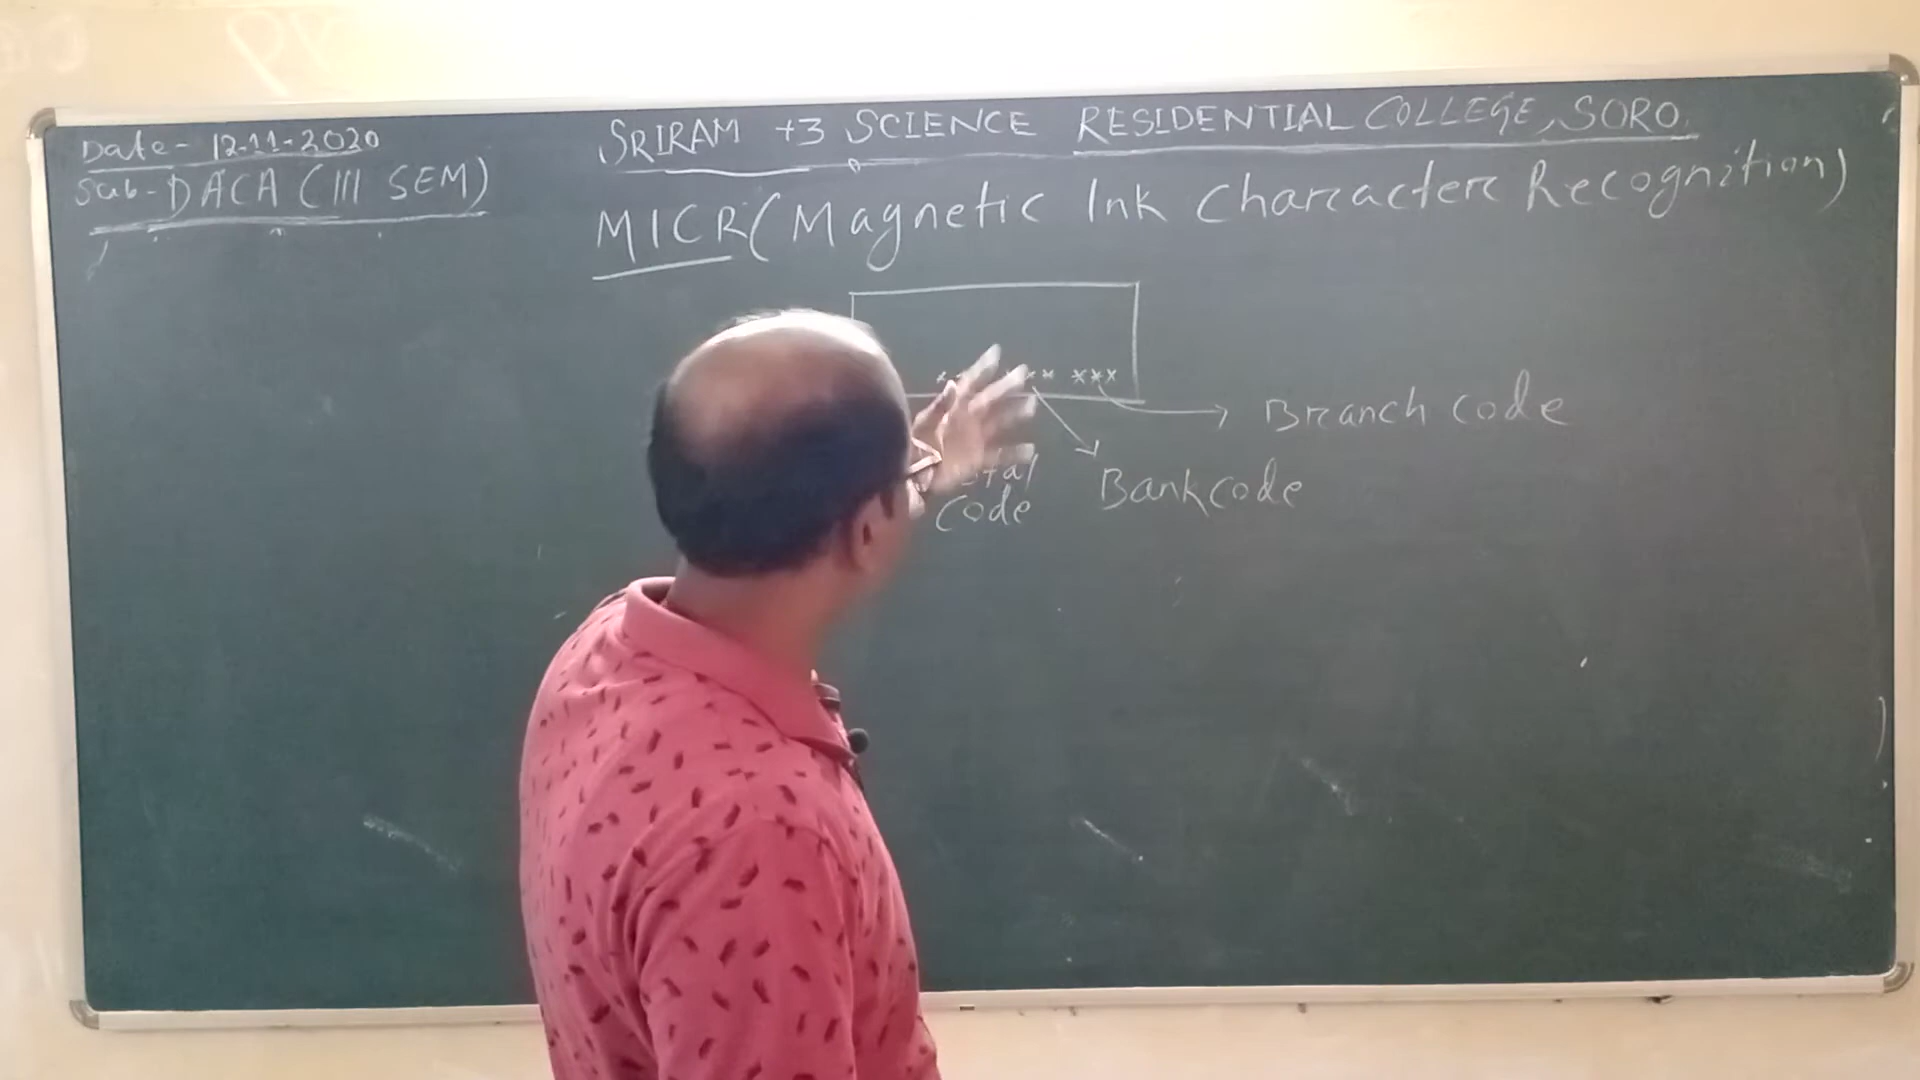 Date- 12-11-2020
SRIRAM +3 SCIENCE RESIDENTIAL COLLEGE, SORO
Sub- DACA (III SEM)
MICR (Magnetic Ink Character Recognition)
*** ***
Branch code
Bank code
code